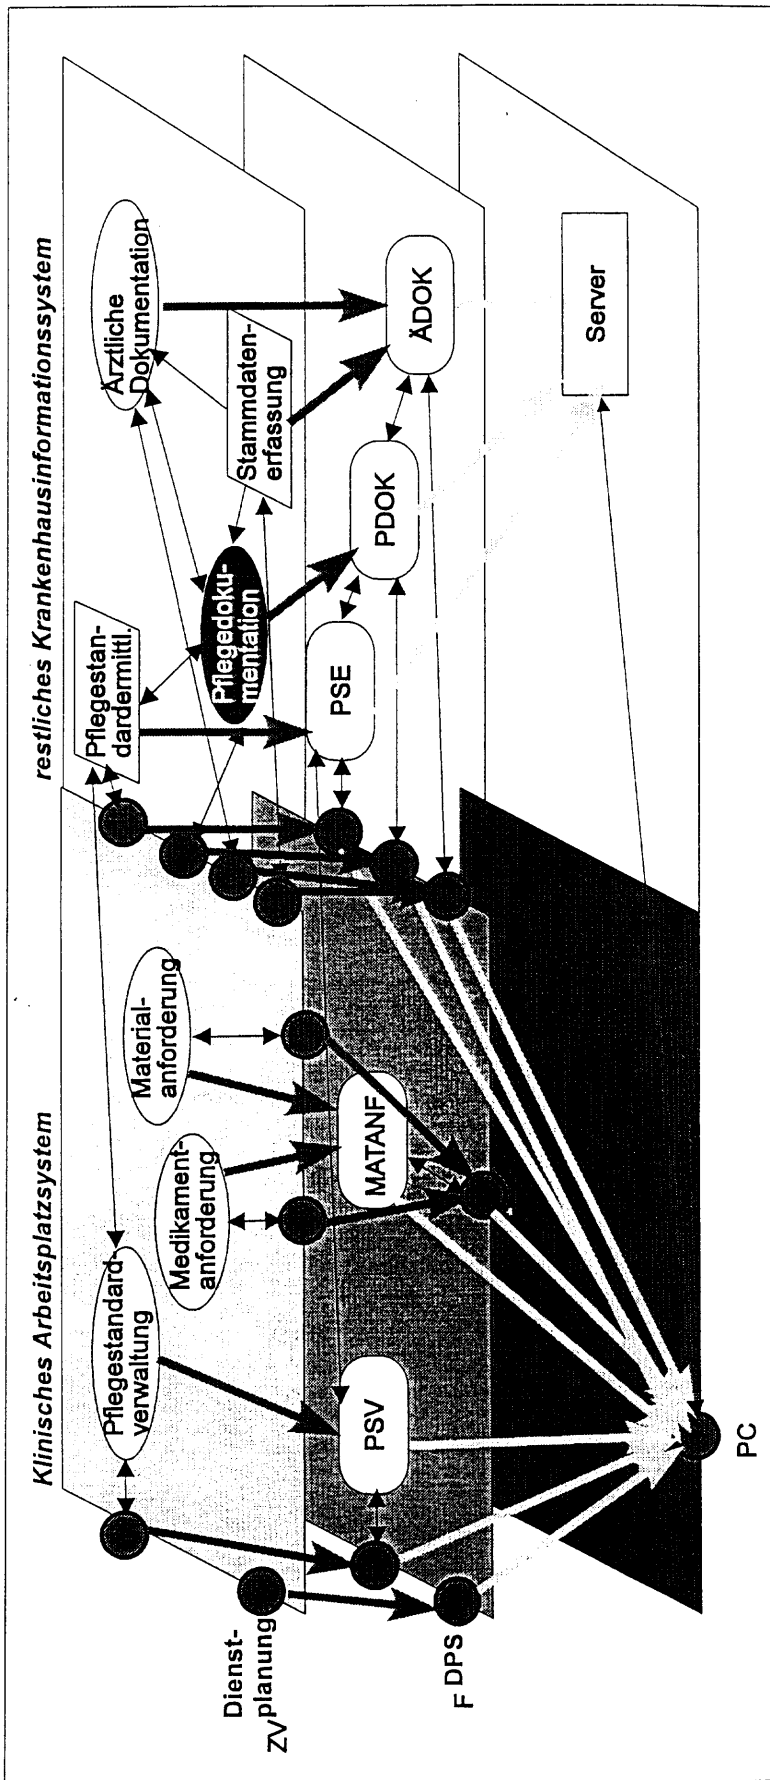 Klinisches Arbeitsplatzsystem
restliches Krankenhausinformationssystem
Pflegestandard-
verwaltung
Medikament-
anforderung
Material-
anforderung
Pflegestan-
dardermittl.
Pflegedoku-
mentation
Stammdaten-
erfassung
Ärztliche
Dokumentation
Dienst-
planung
ZV
PSV
MATANF
PSE
PDOK
ÄDOK
DPS
F
PC
Server